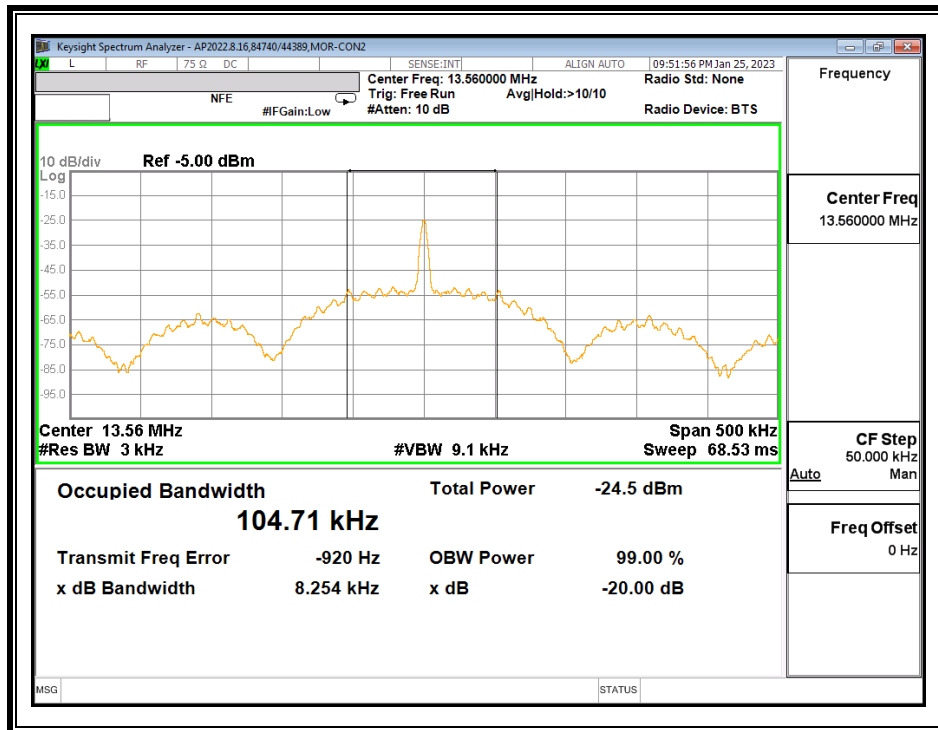 Keysight Spectrum Analyzer - AP2022.8.16,84740/44389,MOR-CON2
LXI L RF 75 Ω DC SENSE:INT ALIGN AUTO 09:51:56 PM Jan 25, 2023
Center Freq: 13.560000 MHz Radio Std: None
NFE Trig: Free Run Avg|Hold:>10/10
#IFGain:Low #Atten: 10 dB Radio Device: BTS
10 dB/div Ref -5.00 dBm
Log
-15.0
-25.0
-35.0
-45.0
-55.0
-65.0
-75.0
-85.0
-95.0
Center 13.56 MHz Span 500 kHz
#Res BW 3 kHz #VBW 9.1 kHz Sweep 68.53 ms
Occupied Bandwidth Total Power -24.5 dBm
104.71 kHz
Transmit Freq Error -920 Hz OBW Power 99.00 %
x dB Bandwidth 8.254 kHz x dB -20.00 dB
MSG STATUS
Frequency
Center Freq
13.560000 MHz
CF Step
50.000 kHz
Auto Man
Freq Offset
0 Hz